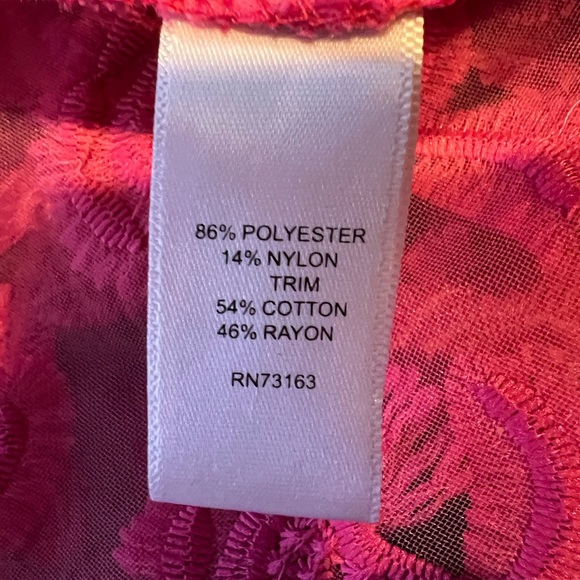 86% POLYESTER
14% NYLON
TRIM
54% COTTON
46% RAYON
RN73163